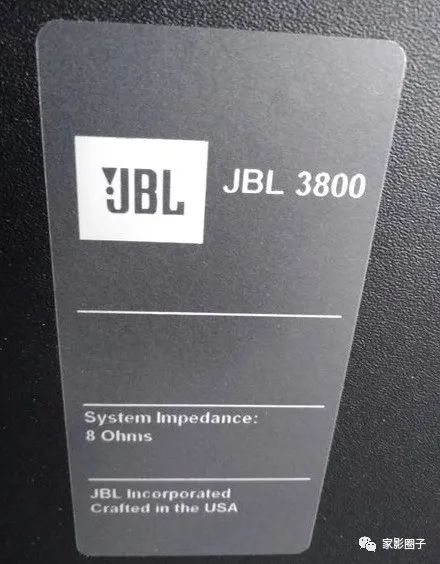 JBL
JBL 3800
System Impedance:
8 Ohms
JBL Incorporated
Crafted in the USA
家影圈子